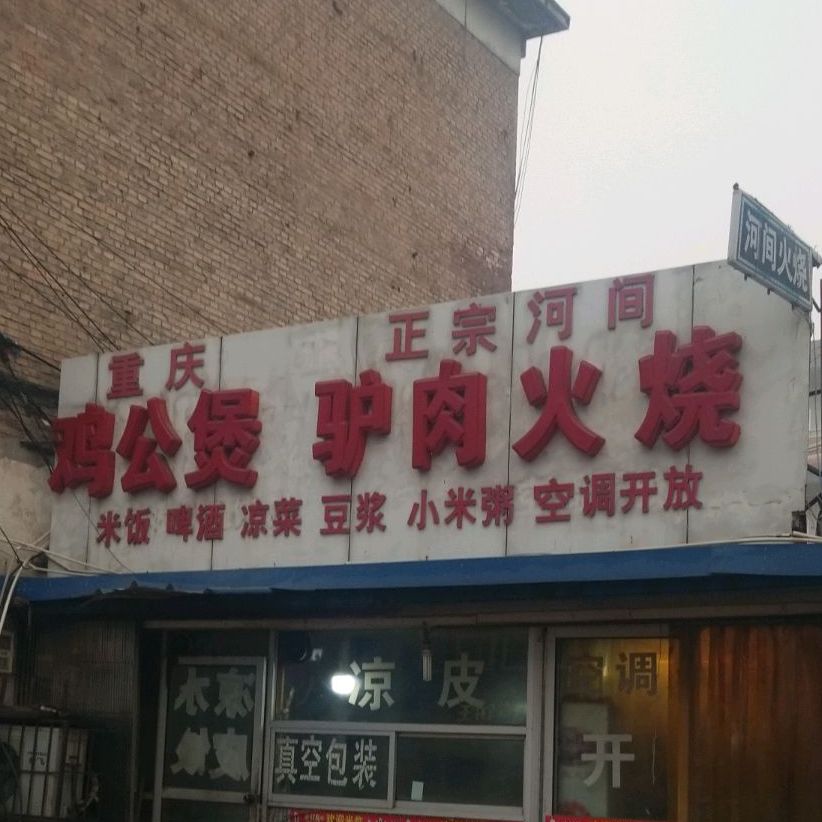 河间火烧
重庆 正宗河间
鸡公煲 驴肉火烧
米饭 啤酒 凉菜 豆浆 小米粥 空调开放
凉皮
空调
开
真空包装